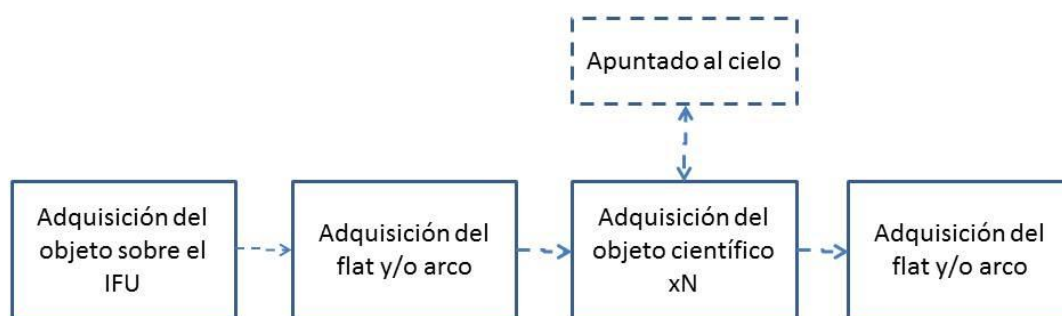 Apuntado al cielo
Adquisición del
objeto sobre el
IFU
Adquisición del
flat y/o arco
Adquisición del
objeto científico
xN
Adquisición del
flat y/o arco